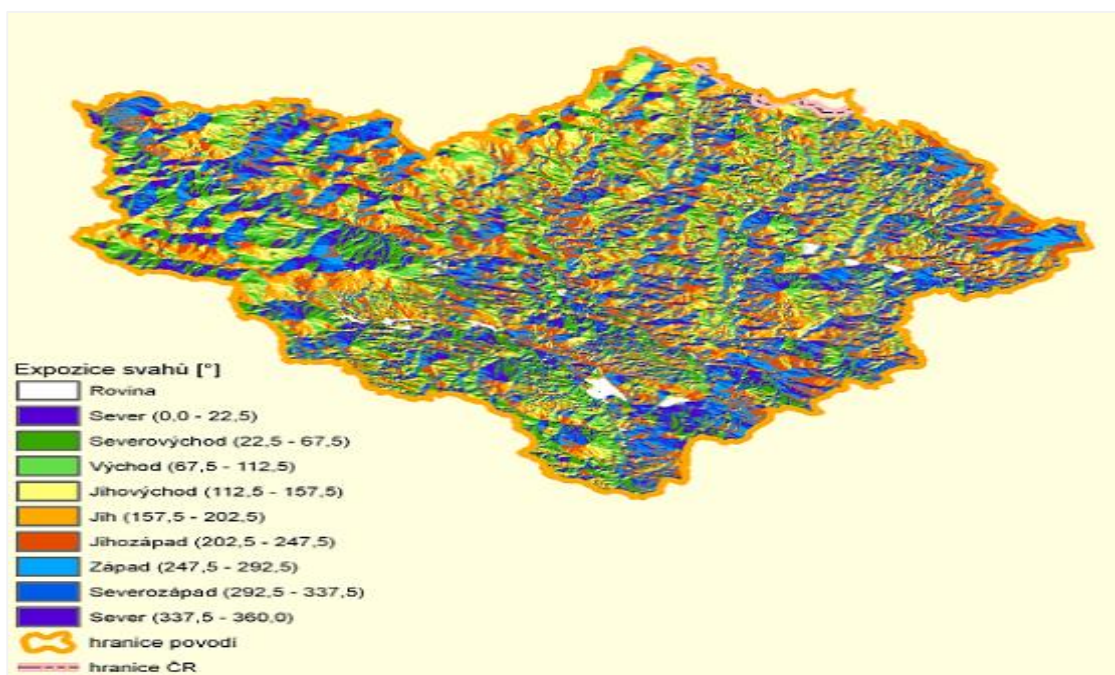 Expozice svahů [°]
Rovina
Sever (0,0 - 22,5)
Severovýchod (22,5 - 67,5)
Východ (67,5 - 112,5)
Jihovýchod (112,5 - 157,5)
Jih (157,5 - 202,5)
Jihozápad (202,5 - 247,5)
Západ (247,5 - 292,5)
Severozápad (292,5 - 337,5)
Sever (337,5 - 360,0)
hranice povodí
hranice ČR